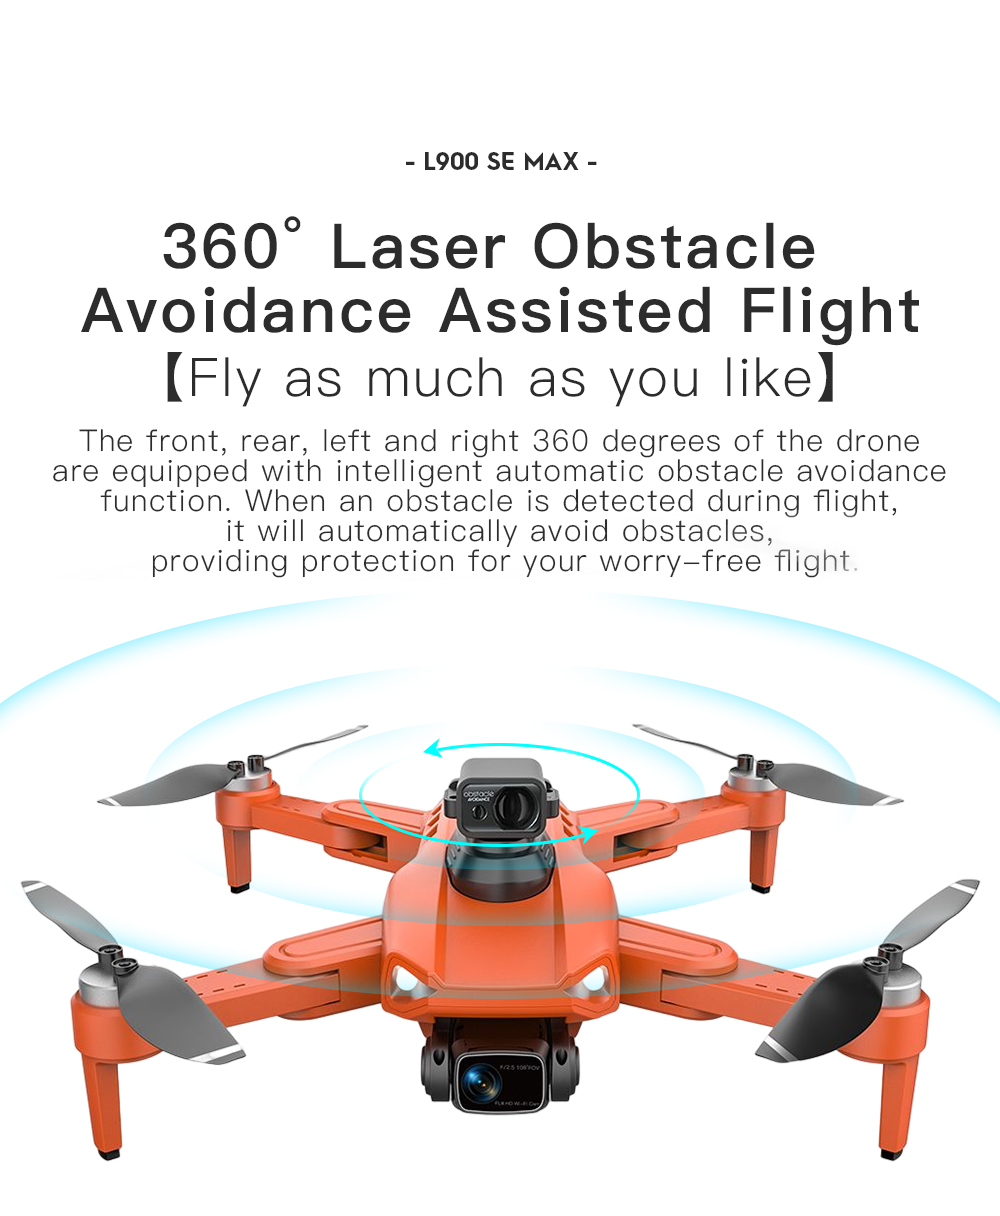 - L900 SE MAX -
360° Laser Obstacle
Avoidance Assisted Flight
【Fly as much as you like】
The front, rear, left and right 360 degrees of the drone
are equipped with intelligent automatic obstacle avoidance
function. When an obstacle is detected during flight,
it will automatically avoid obstacles,
providing protection for your worry-free flight.
obstacle
AVOIDANCE